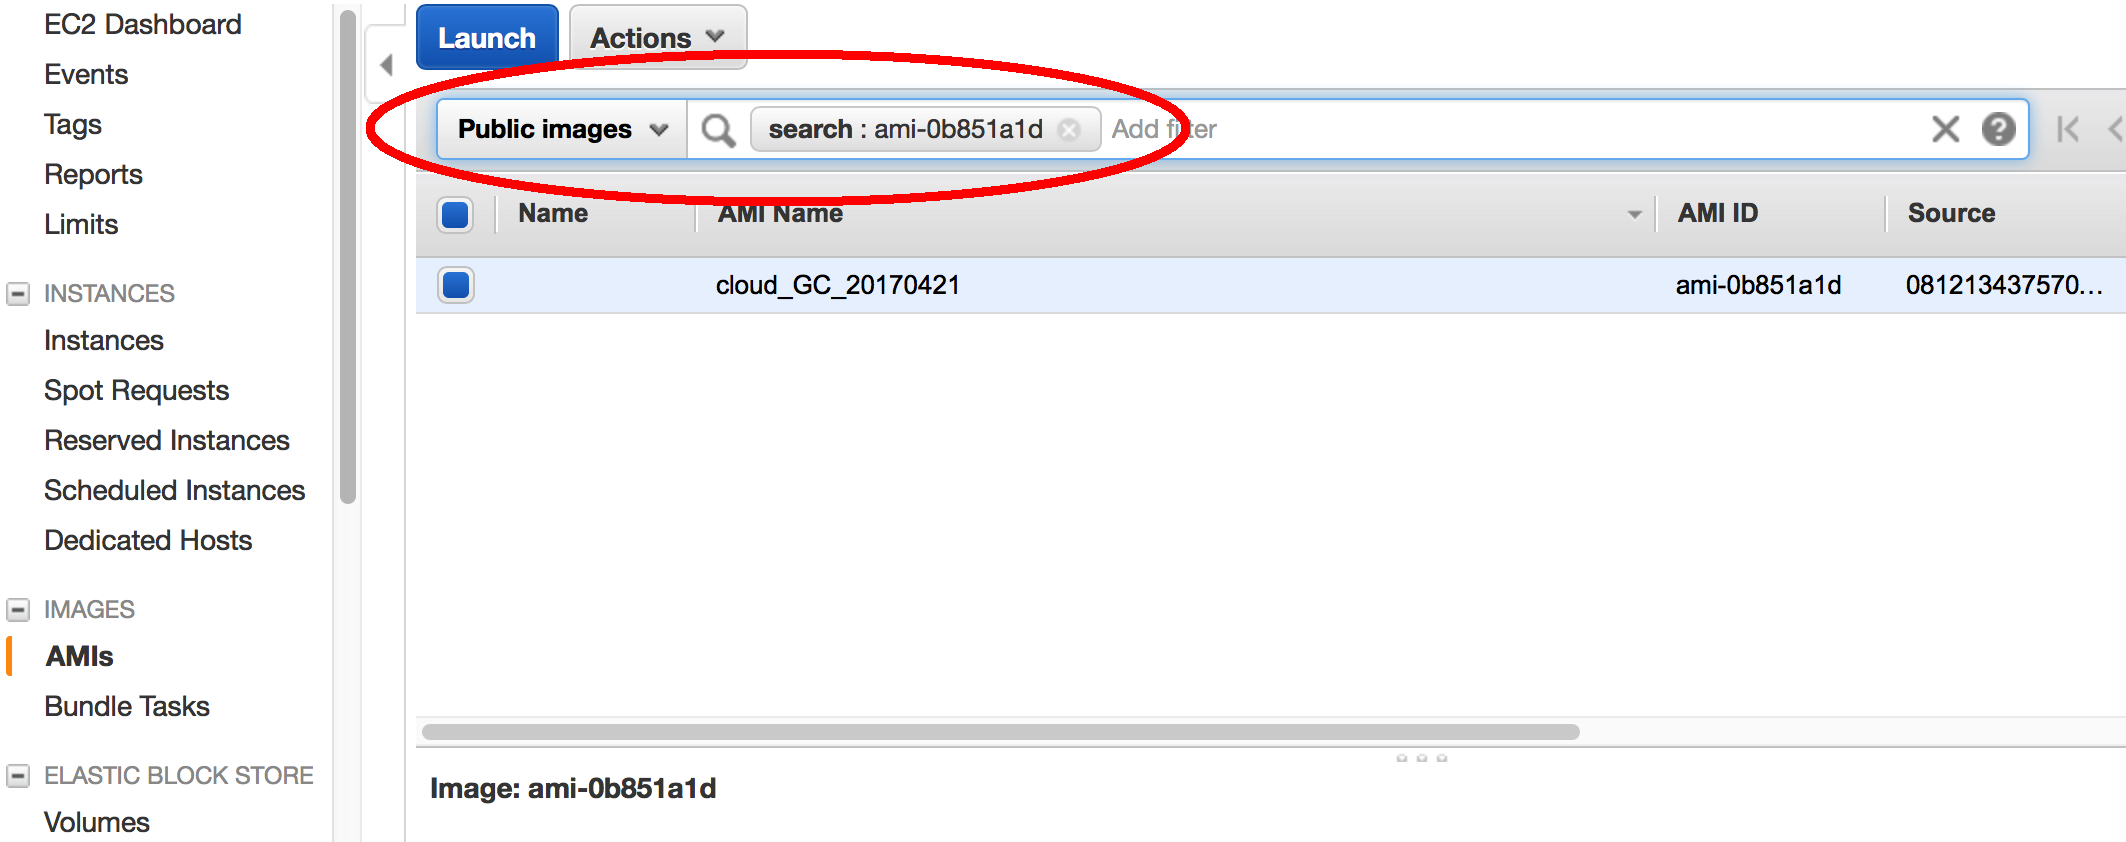 EC2 Dashboard
Events
Tags
Reports
Limits
INSTANCES
Instances
Spot Requests
Reserved Instances
Scheduled Instances
Dedicated Hosts
IMAGES
AMIs
Bundle Tasks
ELASTIC BLOCK STORE
Volumes
Launch Actions
Public images search : ami-0b851a1d Add filter
Name AMI Name AMI ID Source
cloud_GC_20170421 ami-0b851a1d 081213437570...
Image: ami-0b851a1d